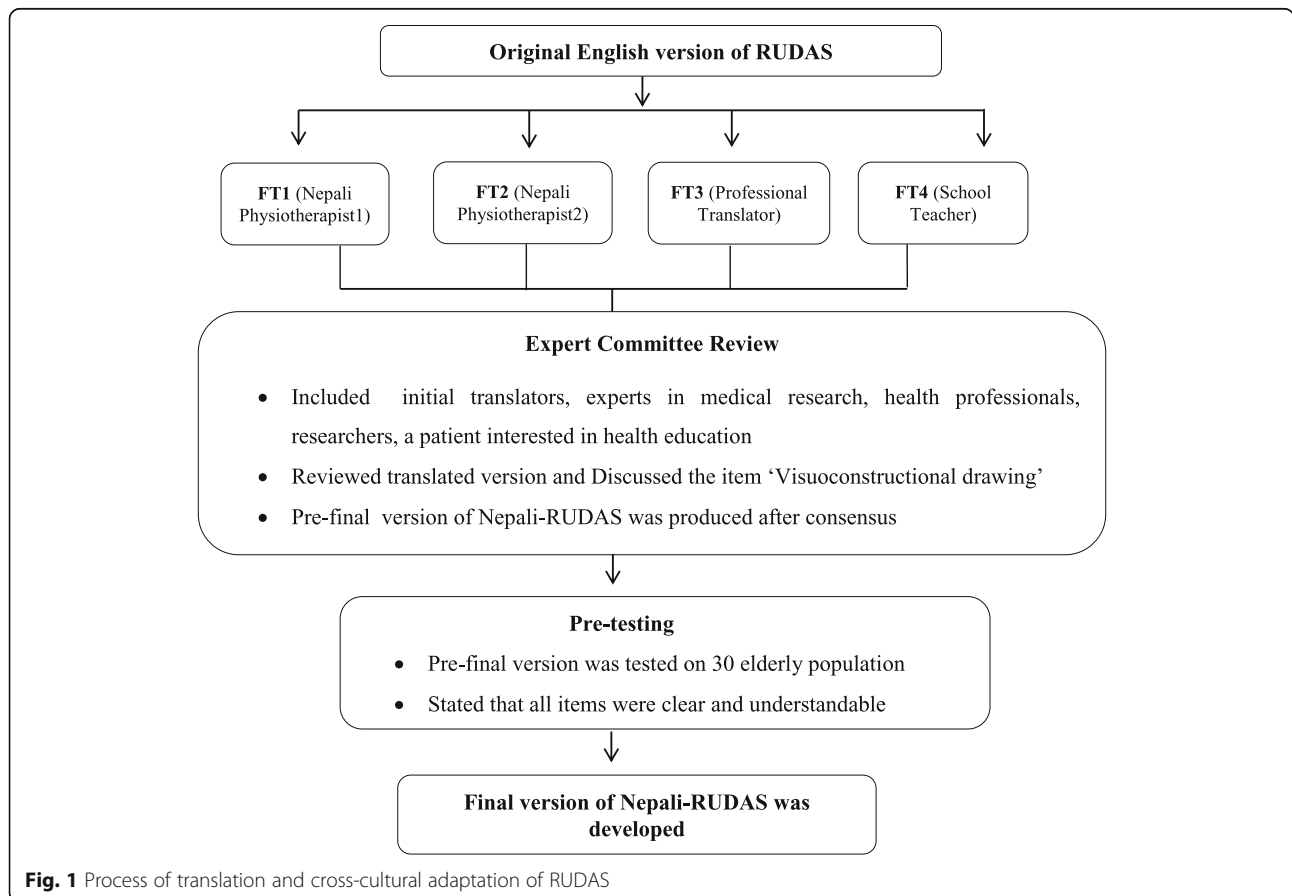 Original English version of RUDAS
FT1 (Nepali
Physiotherapist1)
FT2 (Nepali
Physiotherapist2)
FT3 (Professional
Translator)
FT4 (School
Teacher)
Expert Committee Review
• Included initial translators, experts in medical research, health professionals,
researchers, a patient interested in health education
• Reviewed translated version and Discussed the item ‘Visuoconstructional drawing’
• Pre-final version of Nepali-RUDAS was produced after consensus
Pre-testing
• Pre-final version was tested on 30 elderly population
• Stated that all items were clear and understandable
Final version of Nepali-RUDAS was
developed
Fig. 1 Process of translation and cross-cultural adaptation of RUDAS